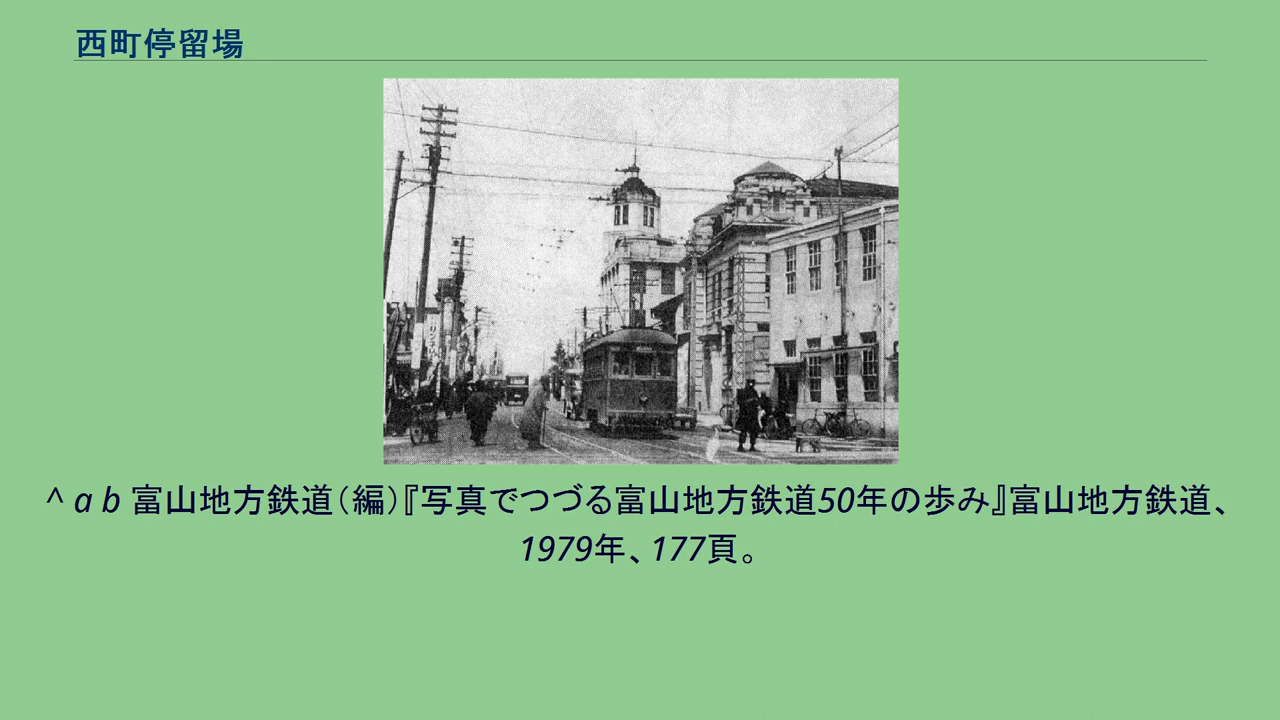 西町停留場
^ a b 富山地方鉄道（編）『写真でつづる富山地方鉄道50年の歩み』富山地方鉄道、
1979年、177頁。